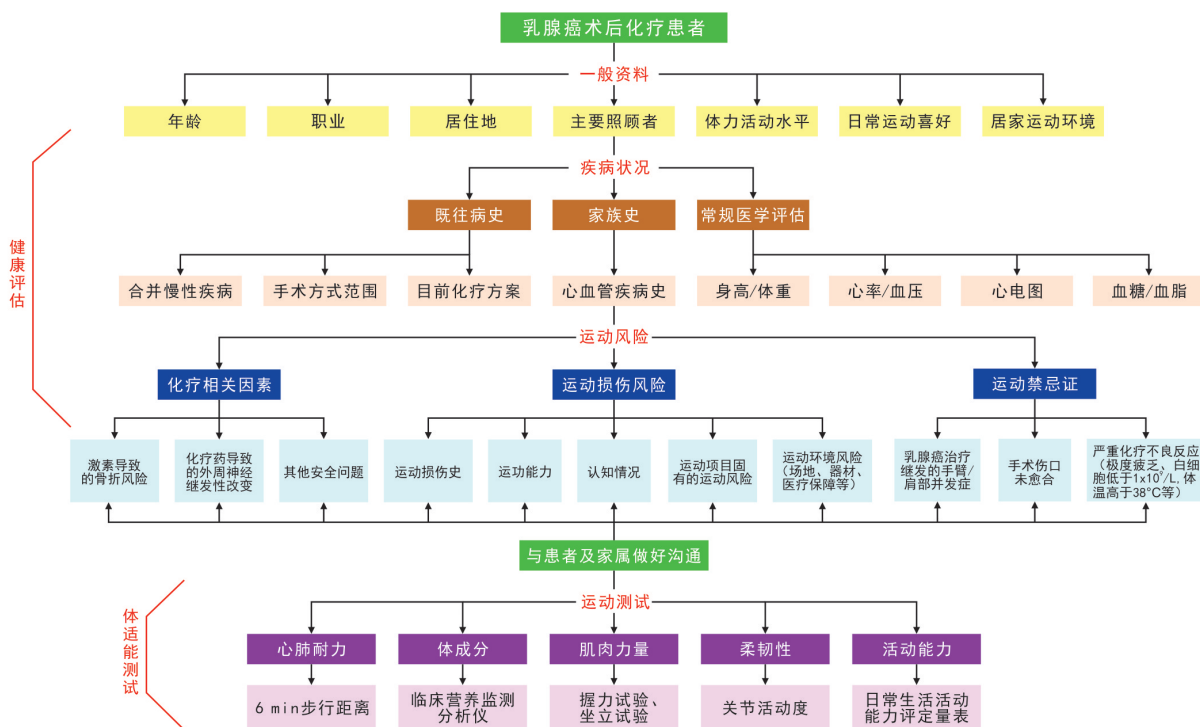 乳腺癌术后化疗患者
一般资料
年龄
职业
居住地
主要照顾者
体力活动水平
日常运动喜好
居家运动环境
健康评估
疾病状况
既往病史
家族史
常规医学评估
合并慢性疾病
手术方式范围
目前化疗方案
心血管疾病史
身高/体重
心率/血压
心电图
血糖/血脂
运动风险
化疗相关因素
运动损伤风险
运动禁忌证
激素导致
的骨折风险
化疗药导致
的外周神经
继发性改变
其他安全问题
运动损伤史
运功能力
认知情况
运动项目固
有的运动风险
运动环境风险
（场地、器材、
医疗保障等）
乳腺癌治疗
继发的手臂/
肩部并发症
手术伤口
未愈合
严重化疗不良反应
（极度疲乏、白细
胞低于1x10⁹/L,体
温高于38°C等）
与患者及家属做好沟通
体适能测试
运动测试
心肺耐力
体成分
肌肉力量
柔韧性
活动能力
6 min步行距离
临床营养监测
分析仪
握力试验、
坐立试验
关节活动度
日常生活活动
能力评定量表